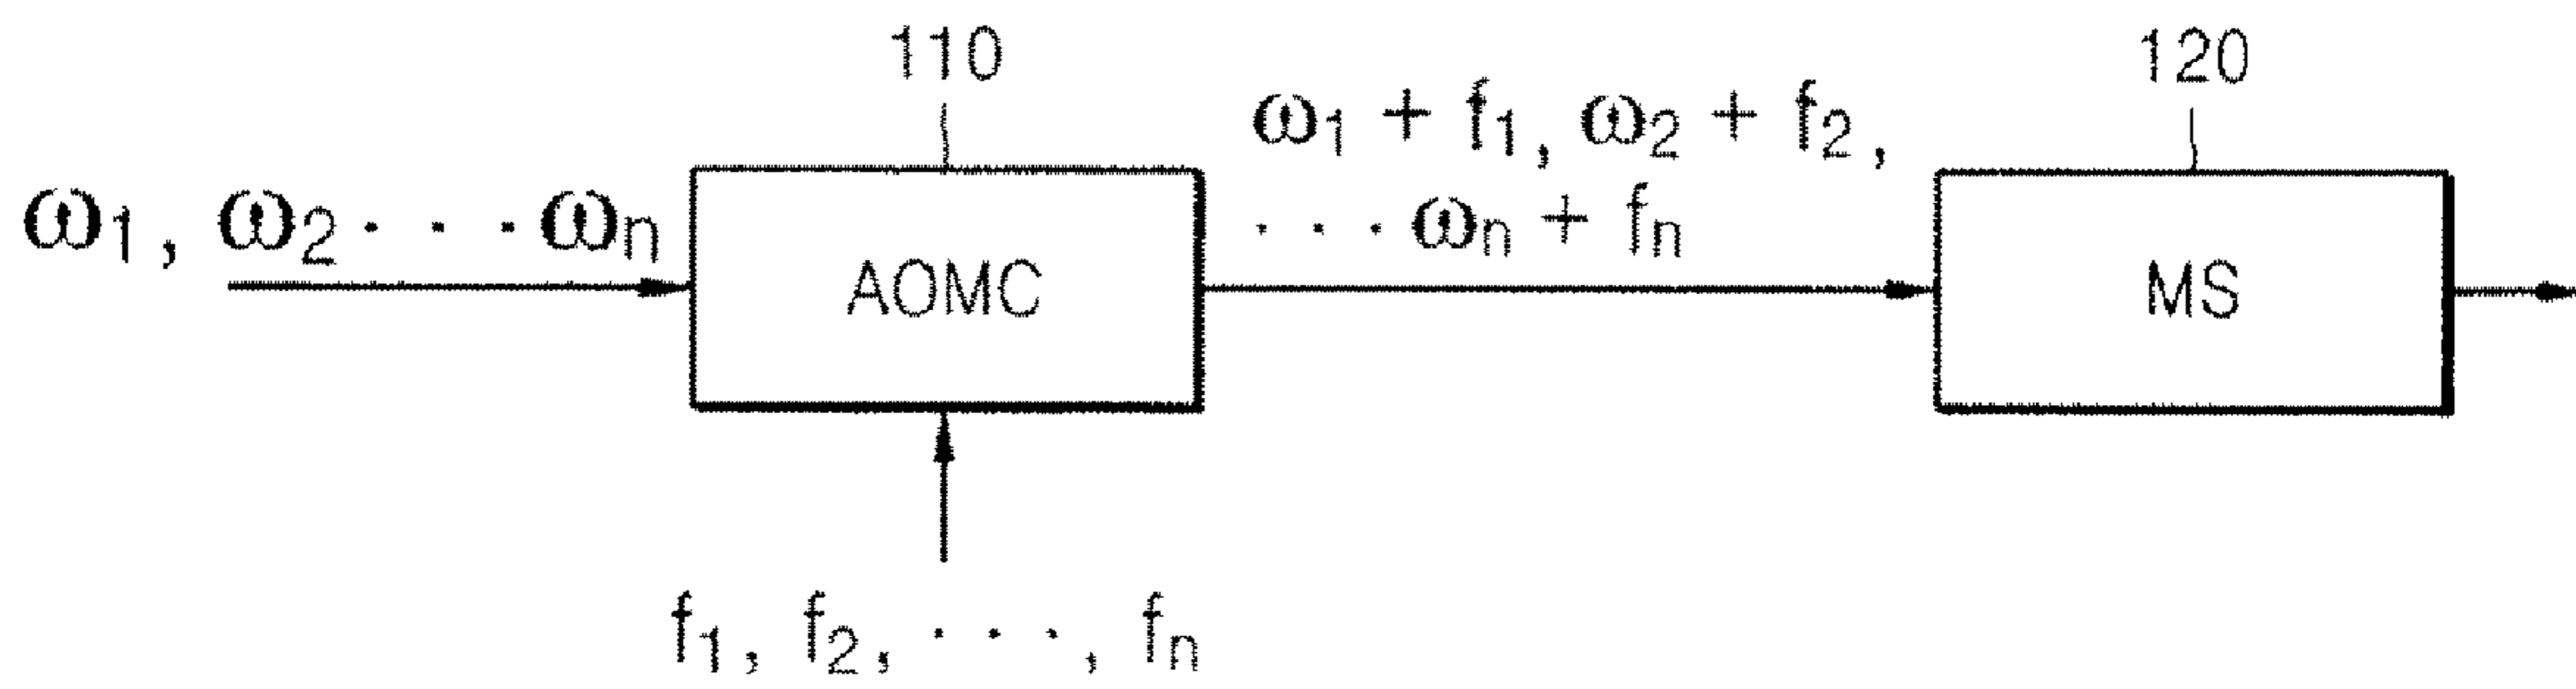 110
120
ω1 + f1, ω2 + f2,
ω1, ω2 · · · ωn
· · · ωn + fn
AOMC
MS
f1, f2, · · ·, fn